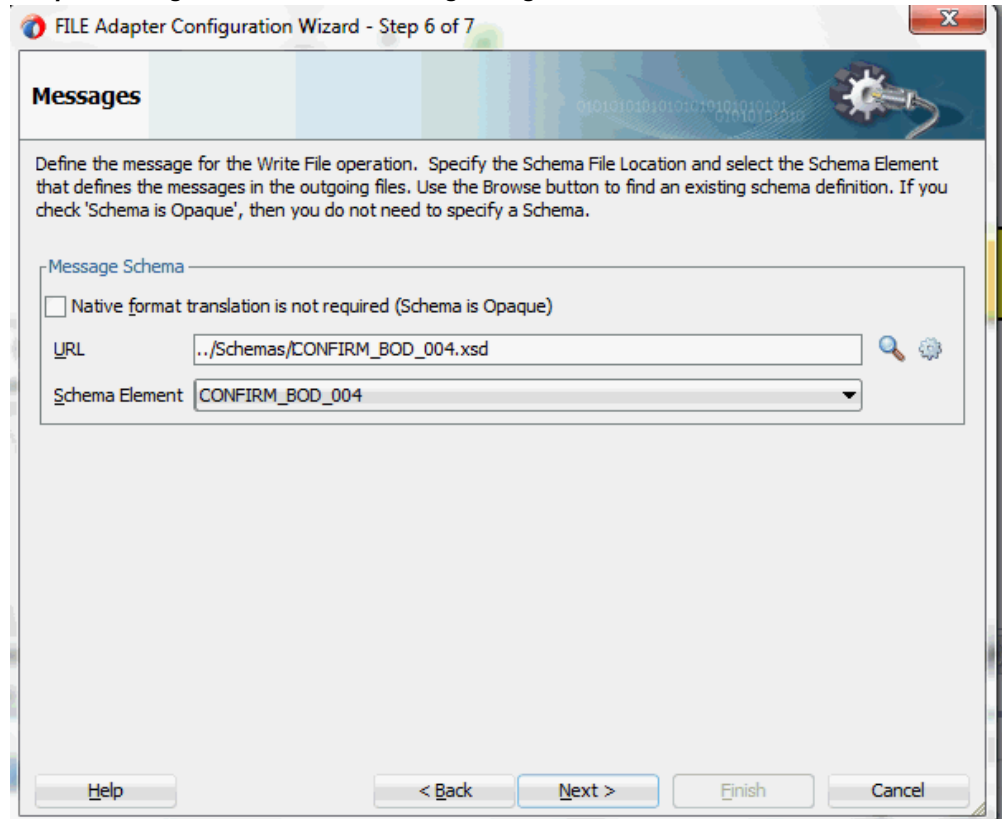 FILE Adapter Configuration Wizard - Step 6 of 7
Messages
Define the message for the Write File operation.  Specify the Schema File Location and select the Schema Element
that defines the messages in the outgoing files. Use the Browse button to find an existing schema definition. If you
check 'Schema is Opaque', then you do not need to specify a Schema.
Message Schema
Native format translation is not required (Schema is Opaque)
URL ../Schemas/CONFIRM_BOD_004.xsd
Schema Element CONFIRM_BOD_004
Help < Back Next > Finish Cancel